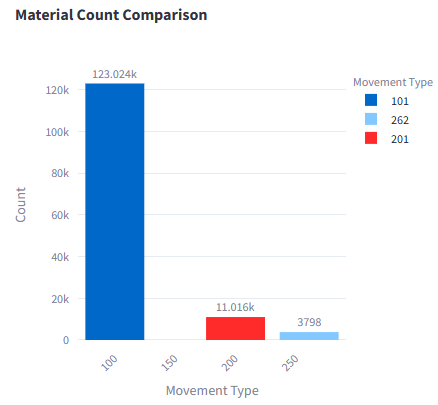 Material Count Comparison
Movement Type
101
262
201
123.024k
11.016k
3798
120k
100k
80k
60k
40k
20k
0
Count
100
150
200
250
Movement Type